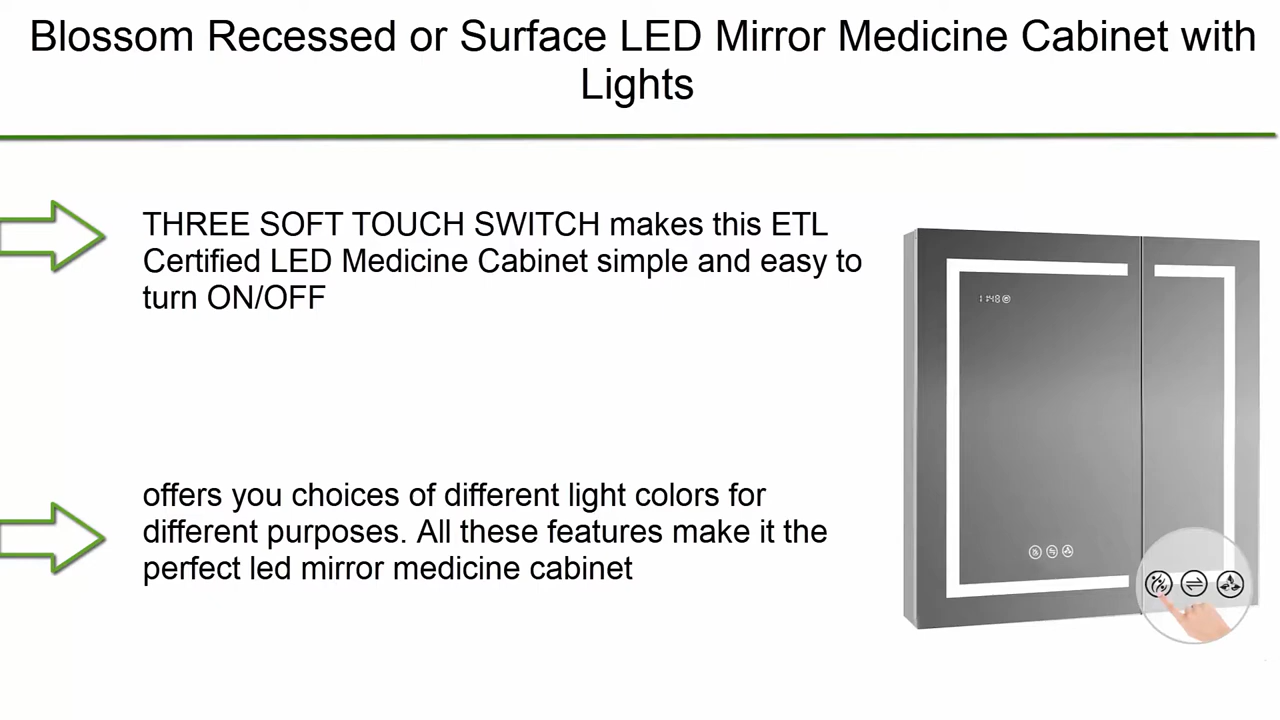 Blossom Recessed or Surface LED Mirror Medicine Cabinet with
Lights
THREE SOFT TOUCH SWITCH makes this ETL
Certified LED Medicine Cabinet simple and easy to
turn ON/OFF
11:48
offers you choices of different light colors for
different purposes. All these features make it the
perfect led mirror medicine cabinet